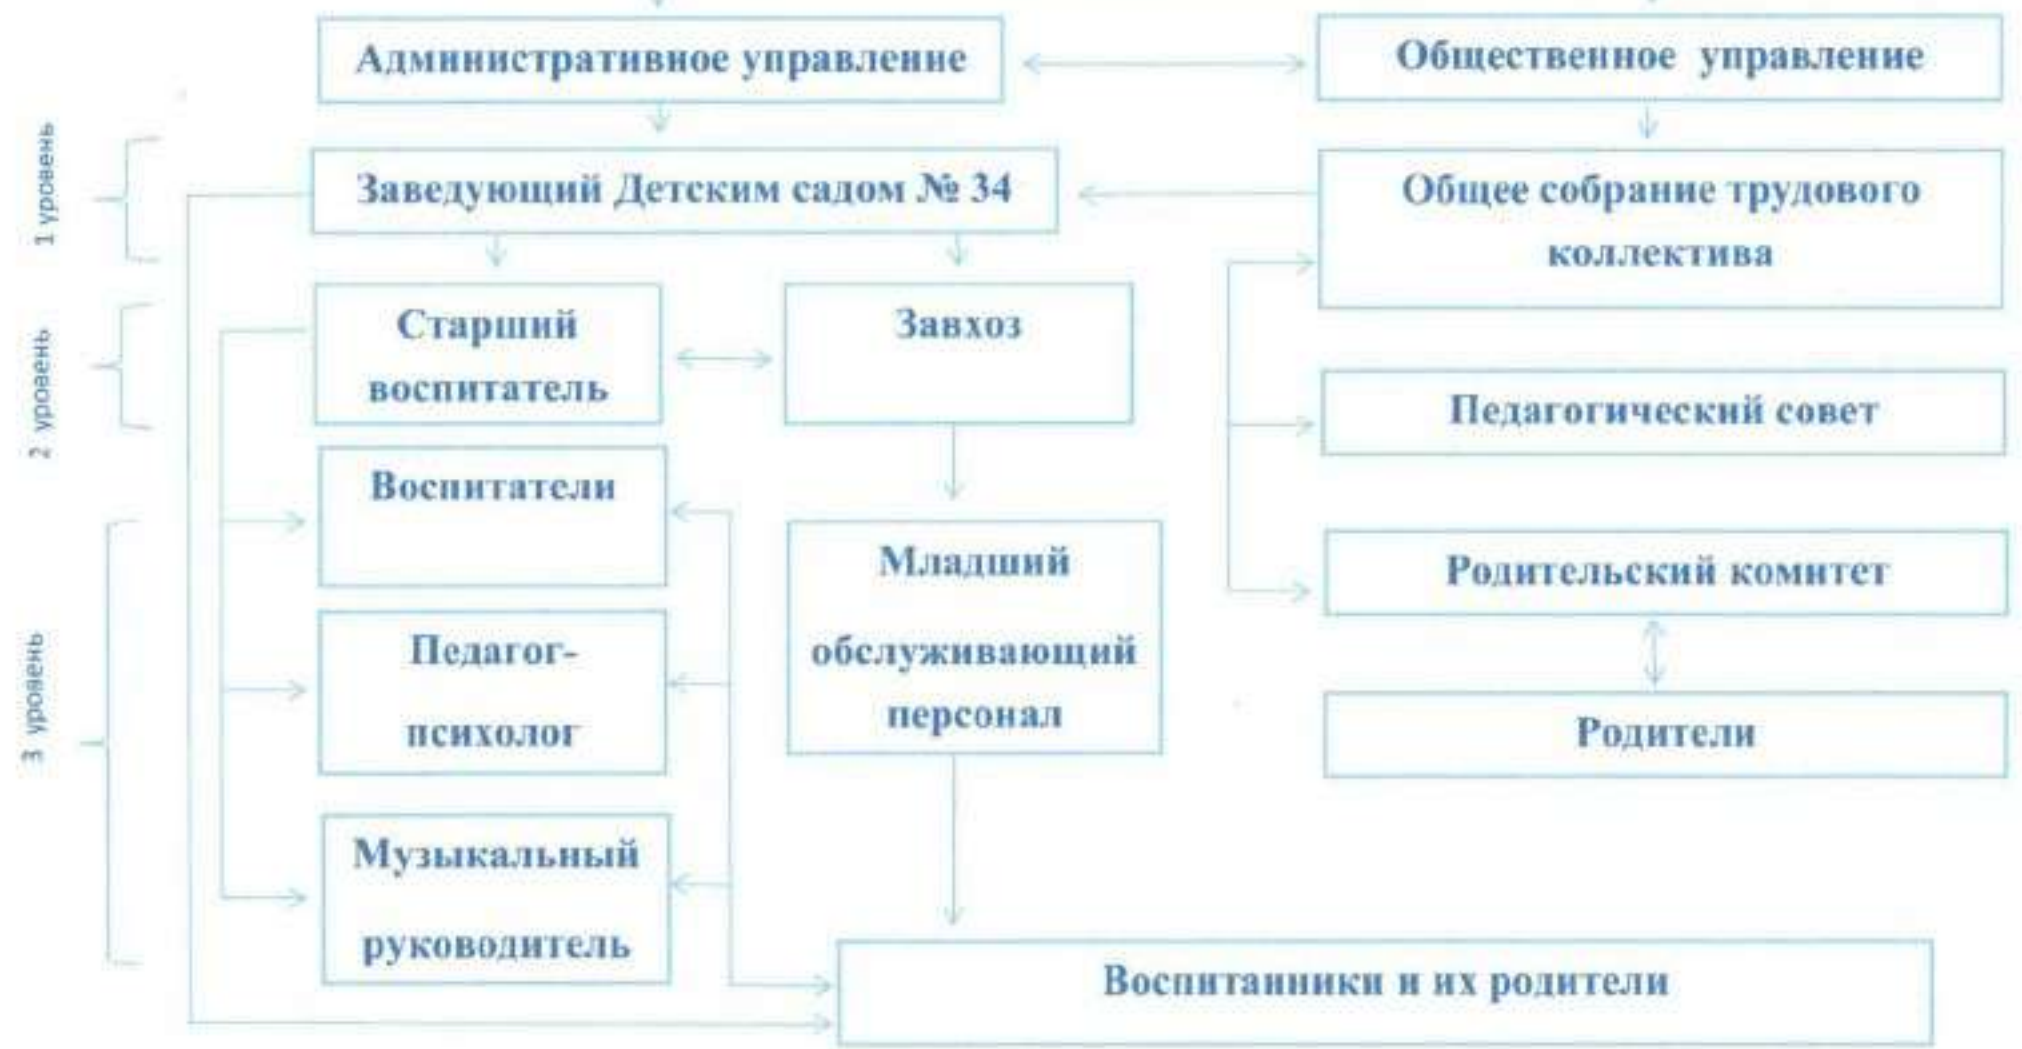 Административное управление
Общественное управление
1 уровень
Заведующий Детским садом № 34
Общее собрание трудового
коллектива
2 уровень
Старший
воспитатель
Завхоз
Педагогический совет
3 уровень
Воспитатели
Младший
обслуживающий
персонал
Родительский комитет
Педагог-
психолог
Родители
Музыкальный
руководитель
Воспитанники и их родители